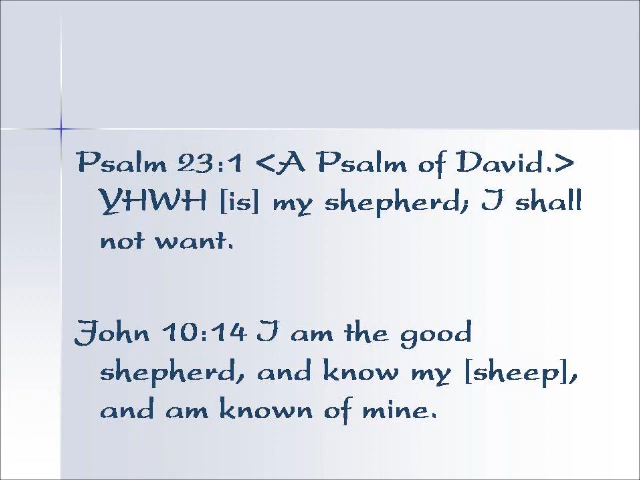 Psalm 23:1 <A Psalm of David.>
YHWH [is] my shepherd; I shall
not want.
John 10:14 I am the good
shepherd, and know my [sheep],
and am known of mine.